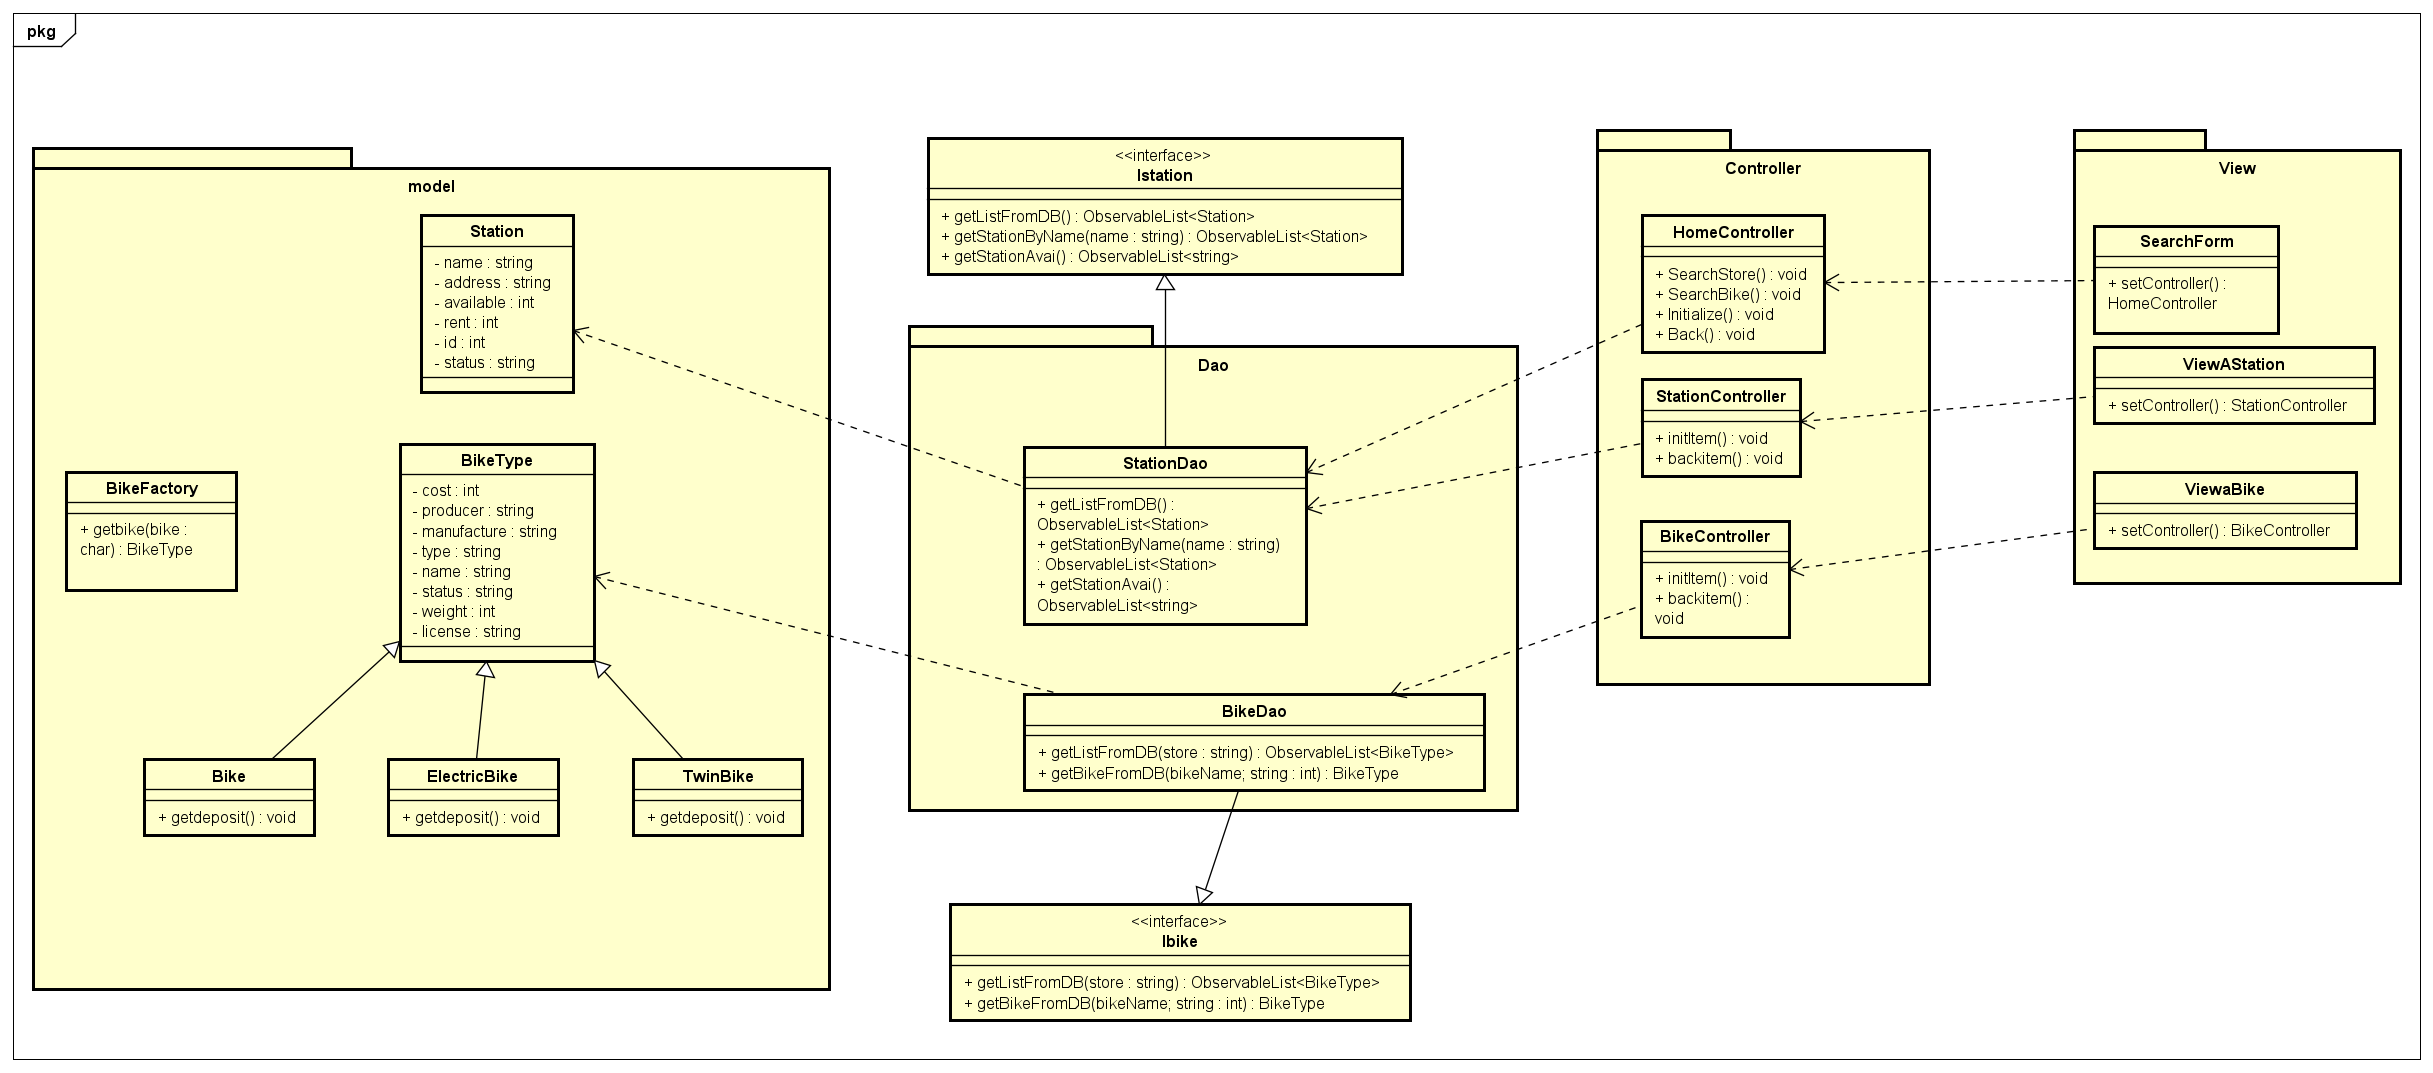 pkg
model
Station
- name : string
- address : string
- available : int
- rent : int
- id : int
- status : string
BikeFactory
+ getbike(bike :
char) : BikeType
BikeType
- cost : int
- producer : string
- manufacture : string
- type : string
- name : string
- status : string
- weight : int
- license : string
Bike
+ getdeposit() : void
ElectricBike
+ getdeposit() : void
TwinBike
+ getdeposit() : void
<<interface>>
Istation
+ getListFromDB() : ObservableList<Station>
+ getStationByName(name : string) : ObservableList<Station>
+ getStationAvai() : ObservableList<string>
Dao
StationDao
+ getListFromDB() :
ObservableList<Station>
+ getStationByName(name : string)
: ObservableList<Station>
+ getStationAvai() :
ObservableList<string>
BikeDao
+ getListFromDB(store : string) : ObservableList<BikeType>
+ getBikeFromDB(bikeName; string : int) : BikeType
<<interface>>
Ibike
+ getListFromDB(store : string) : ObservableList<BikeType>
+ getBikeFromDB(bikeName; string : int) : BikeType
Controller
HomeController
+ SearchStore() : void
+ SearchBike() : void
+ Initialize() : void
+ Back() : void
StationController
+ initItem() : void
+ backitem() : void
BikeController
+ initItem() : void
+ backitem() :
void
View
SearchForm
+ setController() :
HomeController
ViewAStation
+ setController() : StationController
ViewaBike
+ setController() : BikeController